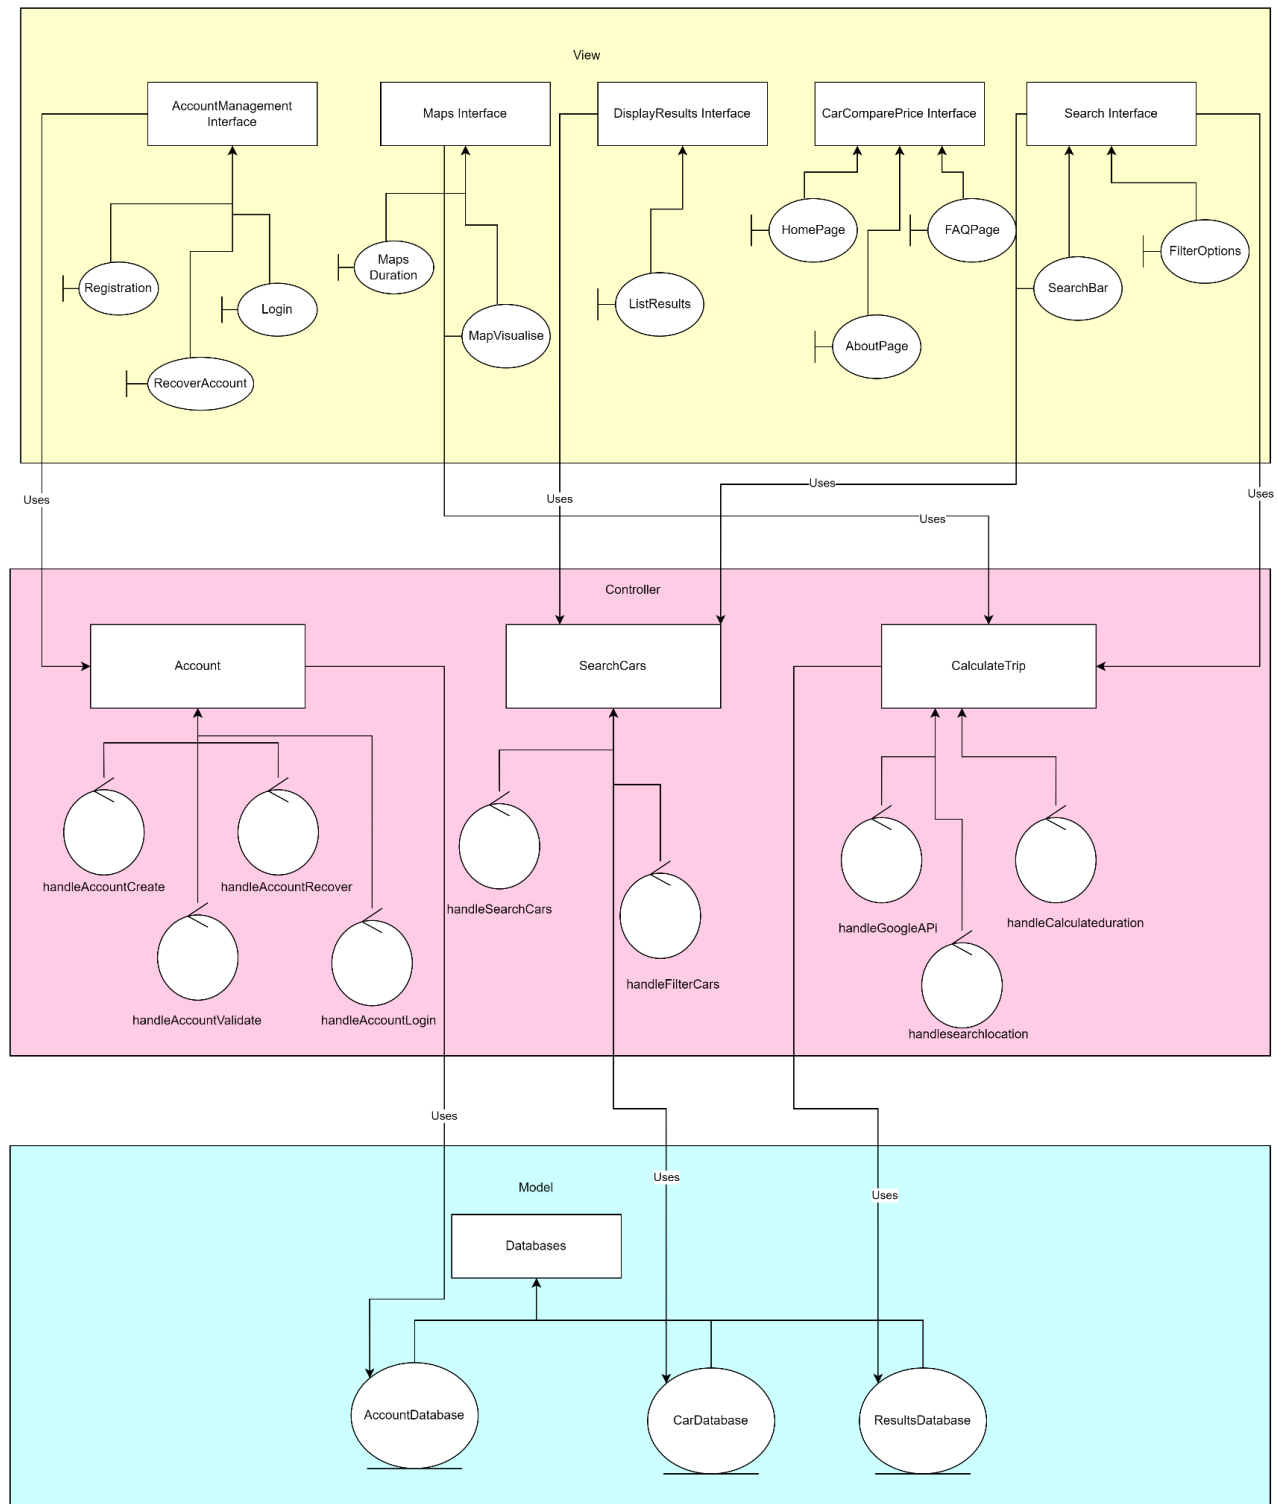 View
AccountManagement
Interface
Maps Interface
DisplayResults Interface
CarComparePrice Interface
Search Interface
HomePage
FAQPage
FilterOptions
Maps
Duration
Registration
SearchBar
ListResults
Login
MapVisualise
AboutPage
RecoverAccount
Uses
Uses
Uses
Uses
Uses
Controller
Account
SearchCars
CalculateTrip
handleAccountCreate
handleAccountRecover
handleSearchCars
handleGoogleAPi
handleCalculateduration
handleFilterCars
handleAccountValidate
handleAccountLogin
handlesearchlocation
Uses
Uses
Uses
Model
Databases
AccountDatabase
CarDatabase
ResultsDatabase